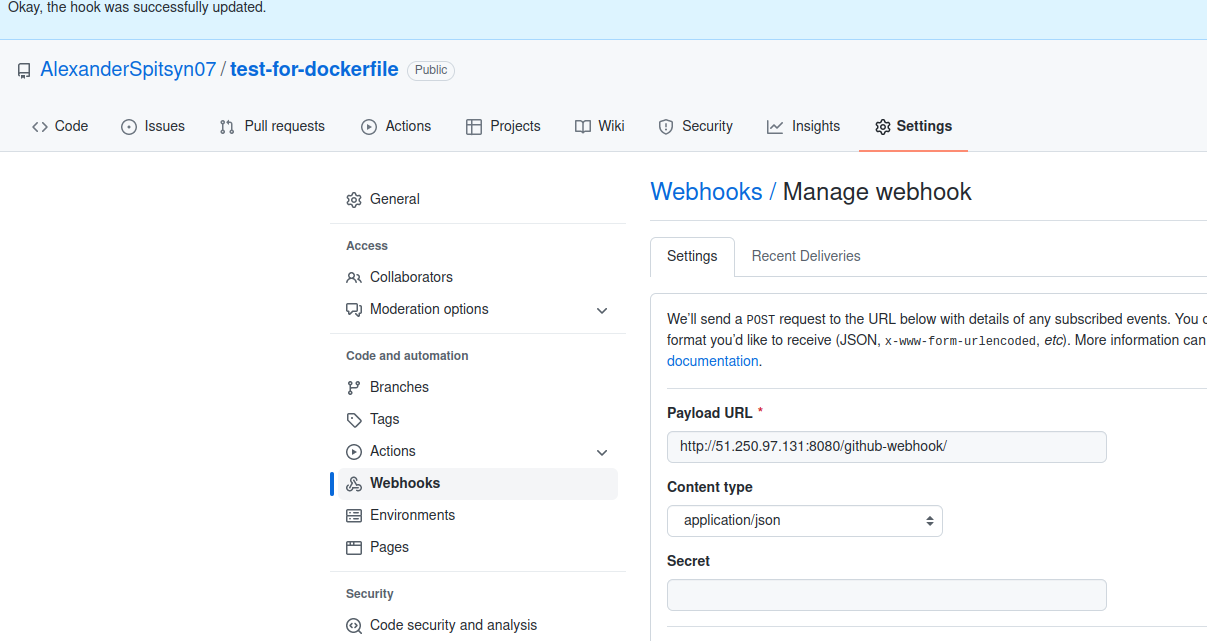 Okay, the hook was successfully updated.
AlexanderSpitsyn07 / test-for-dockerfile Public
Code Issues Pull requests Actions Projects Wiki Security Insights Settings
General
Access
Collaborators
Moderation options
Code and automation
Branches
Tags
Actions
Webhooks
Environments
Pages
Security
Code security and analysis
Webhooks / Manage webhook
Settings Recent Deliveries
We'll send a POST request to the URL below with details of any subscribed events. You
format you'd like to receive (JSON, x-www-form-urlencoded, etc). More information can
documentation.
Payload URL *
http://51.250.97.131:8080/github-webhook/
Content type
application/json
Secret